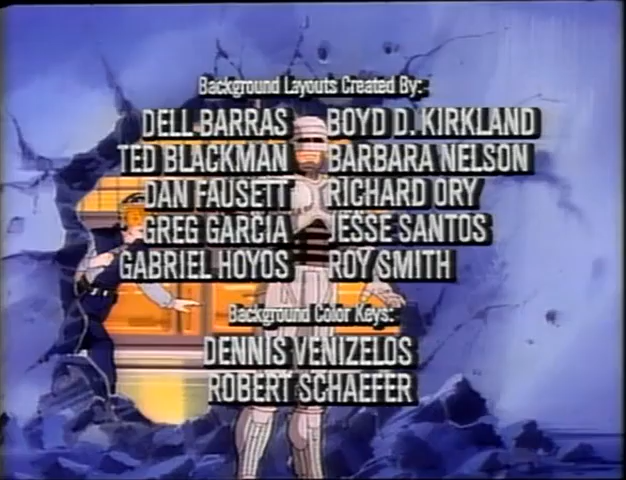 Background Layouts Created By:
DELL BARRAS BOYD D. KIRKLAND
TED BLACKMAN BARBARA NELSON
DAN FAUSETT RICHARD ORY
GREG GARCIA JESSE SANTOS
GABRIEL HOYOS ROY SMITH
Background Color Keys:
DENNIS VENIZELOS
ROBERT SCHAEFER